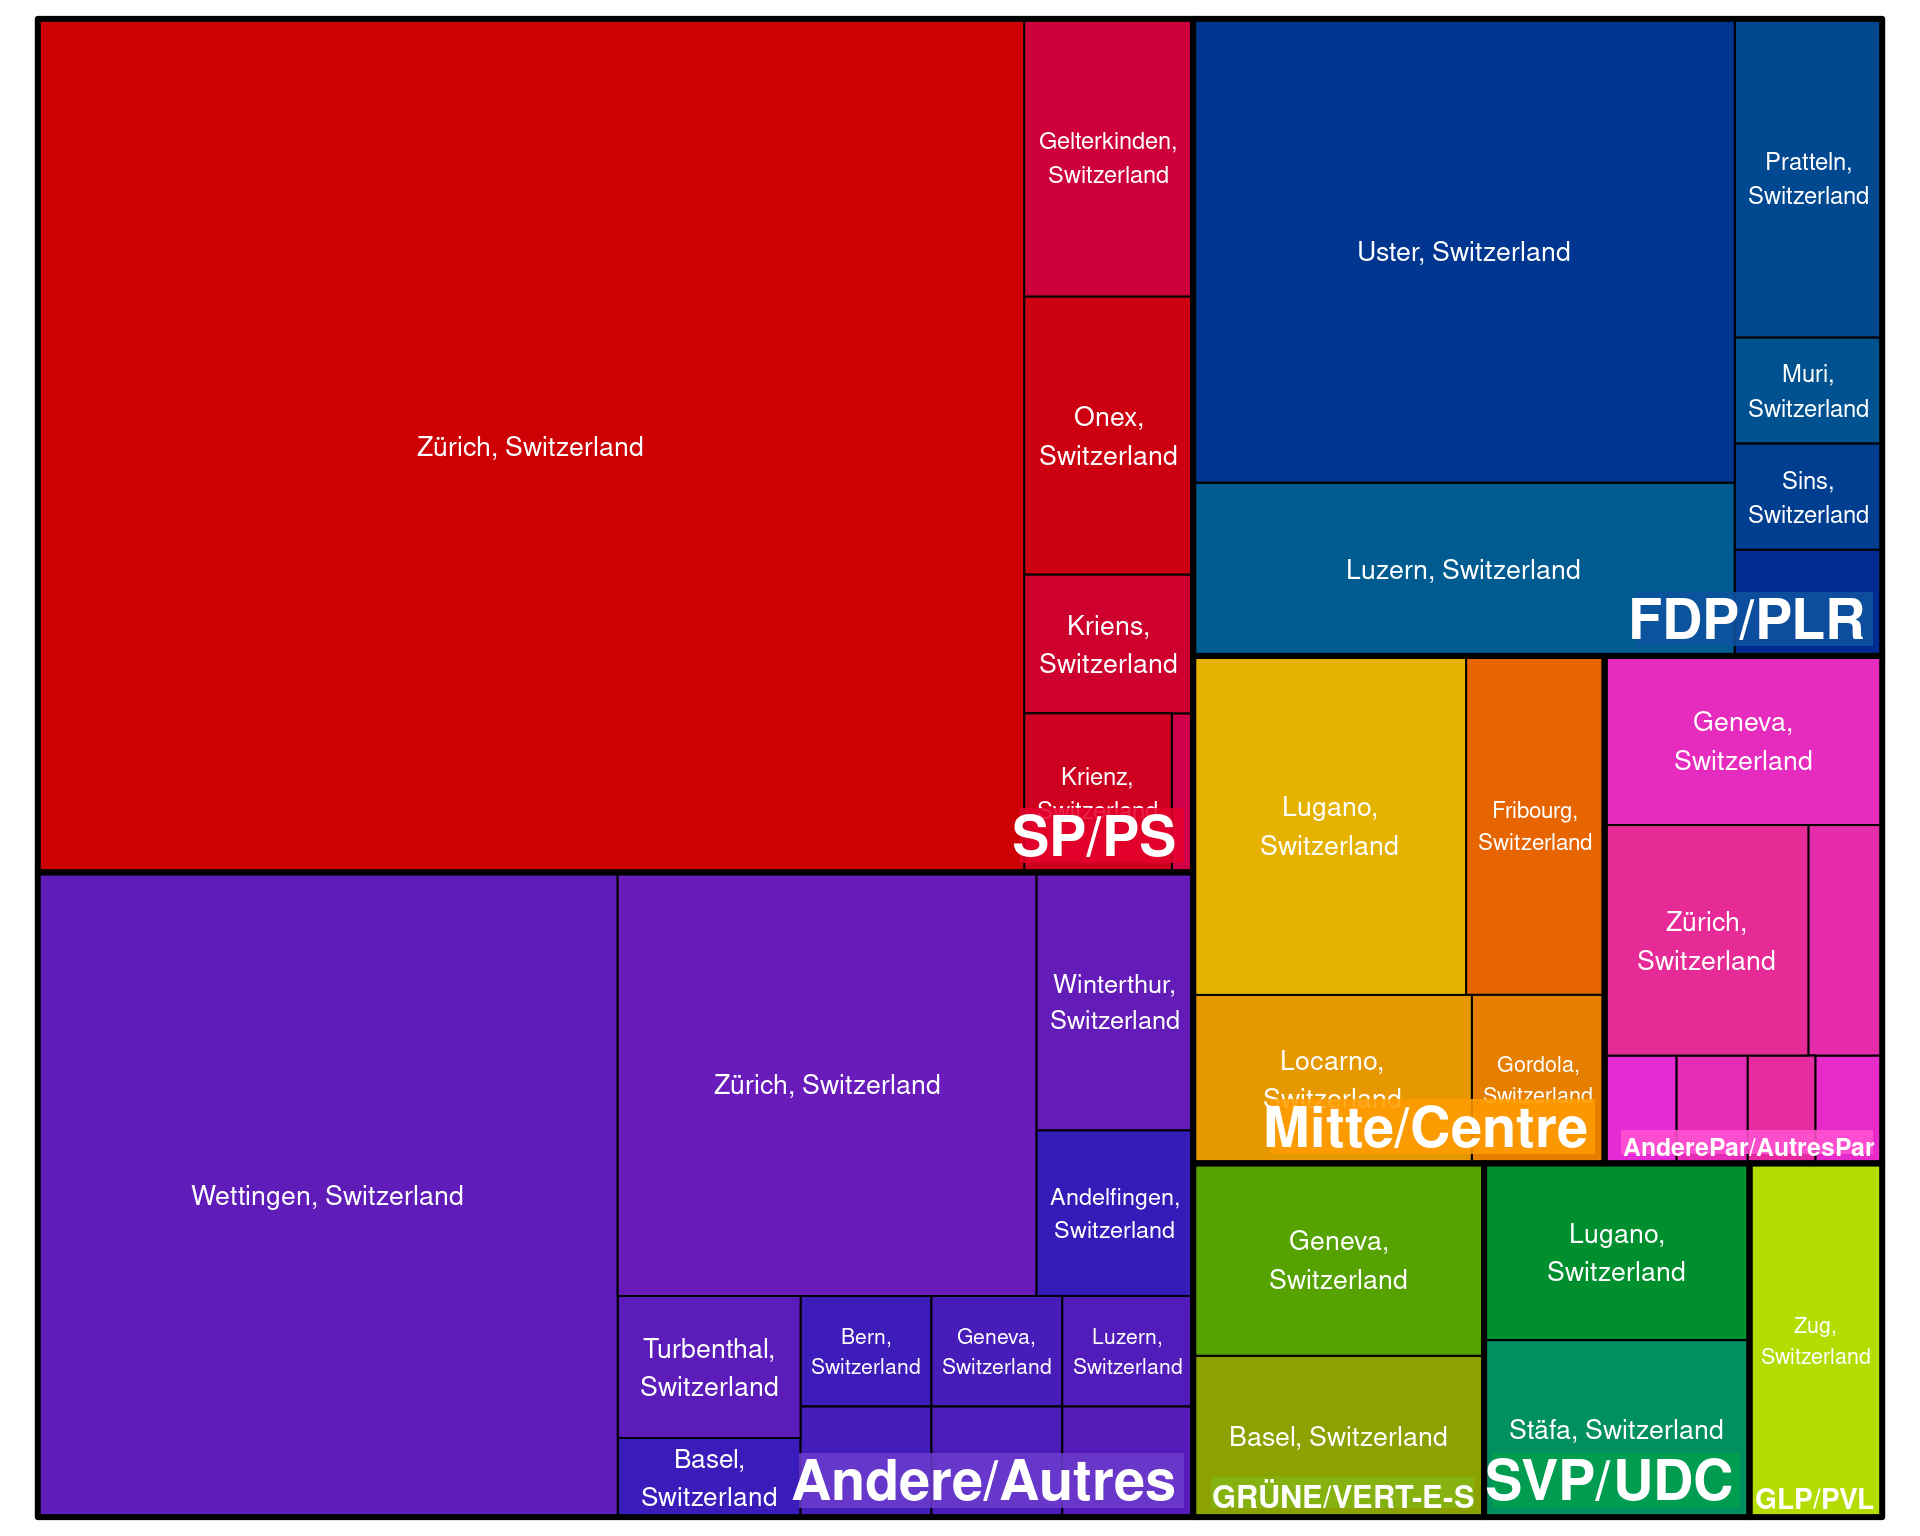 Zürich, Switzerland
Gelterkinden,
Switzerland
Onex,
Switzerland
Kriens,
Switzerland
Krienz,
Switzerland
SP/PS
Uster, Switzerland
Pratteln,
Switzerland
Muri,
Switzerland
Sins,
Switzerland
Luzern, Switzerland
FDP/PLR
Wettingen, Switzerland
Zürich, Switzerland
Winterthur,
Switzerland
Andelfingen,
Switzerland
Turbenthal,
Switzerland
Bern,
Switzerland
Geneva,
Switzerland
Luzern,
Switzerland
Basel,
Switzerland
Andere/Autres
Lugano,
Switzerland
Fribourg,
Switzerland
Locarno,
Switzerland
Gordola,
Switzerland
Mitte/Centre
Geneva,
Switzerland
Zürich,
Switzerland
AnderePar/AutresPar
Geneva,
Switzerland
Basel, Switzerland
GRÜNE/VERT-E-S
Lugano,
Switzerland
Stäfa, Switzerland
SVP/UDC
Zug,
Switzerland
GLP/PVL